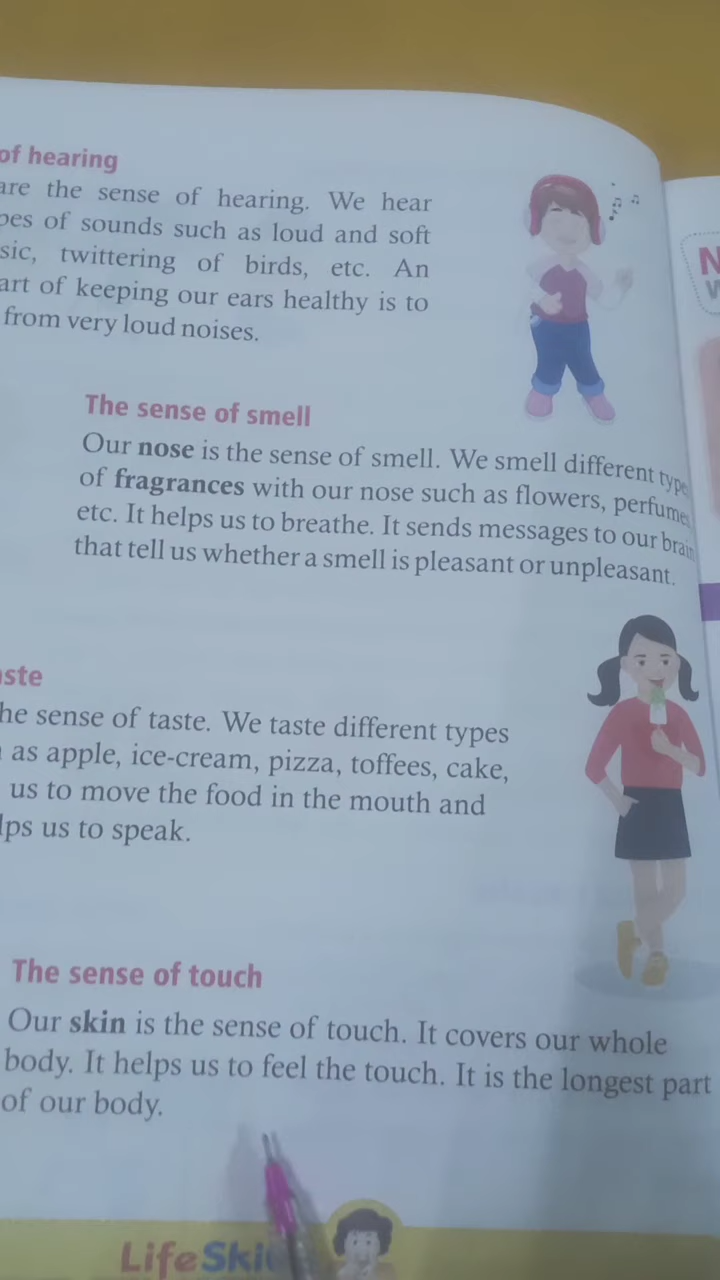 of hearing
are the sense of hearing. We hear
pes of sounds such as loud and soft
sic, twittering of birds, etc. An
art of keeping our ears healthy is to
from very loud noises.
The sense of smell
Our nose is the sense of smell. We smell different type
of fragrances with our nose such as flowers, perfumes
etc. It helps us to breathe. It sends messages to our brain
that tell us whether a smell is pleasant or unpleasant.
aste
he sense of taste. We taste different types
as apple, ice-cream, pizza, toffees, cake,
us to move the food in the mouth and
lps us to speak.
The sense of touch
Our skin is the sense of touch. It covers our whole
body. It helps us to feel the touch. It is the longest part
of our body.
Life Skil
N
W